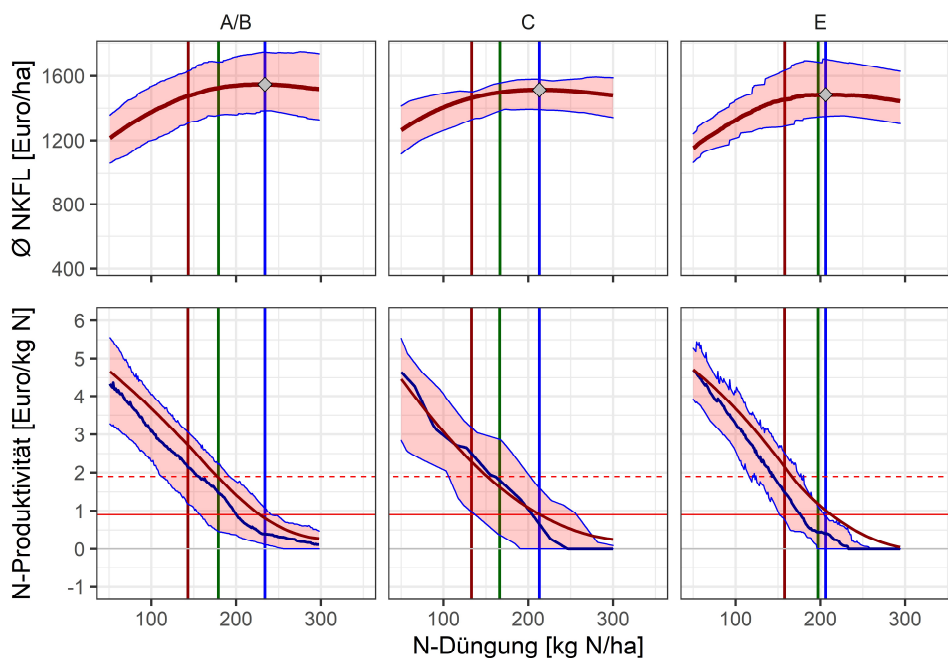 A/B C E
Ø NKFL [Euro/ha]
1600
1200
800
400
N-Produktivität [Euro/kg N]
6
5
4
3
2
1
0
-1
100 200 300 100 200 300 100 200 300
N-Düngung [kg N/ha]